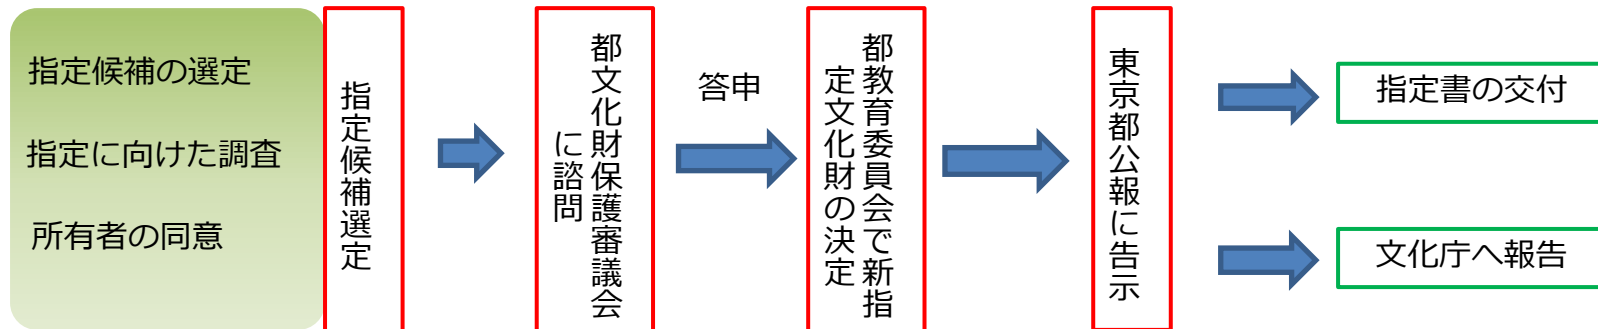 指定候補の選定
指定に向けた調査
所有者の同意
指定候補選定
都文化財保護審議会
に諮問
答申
都教育委員会で新指
定文化財の決定
東京都公報に告示
指定書の交付
文化庁へ報告